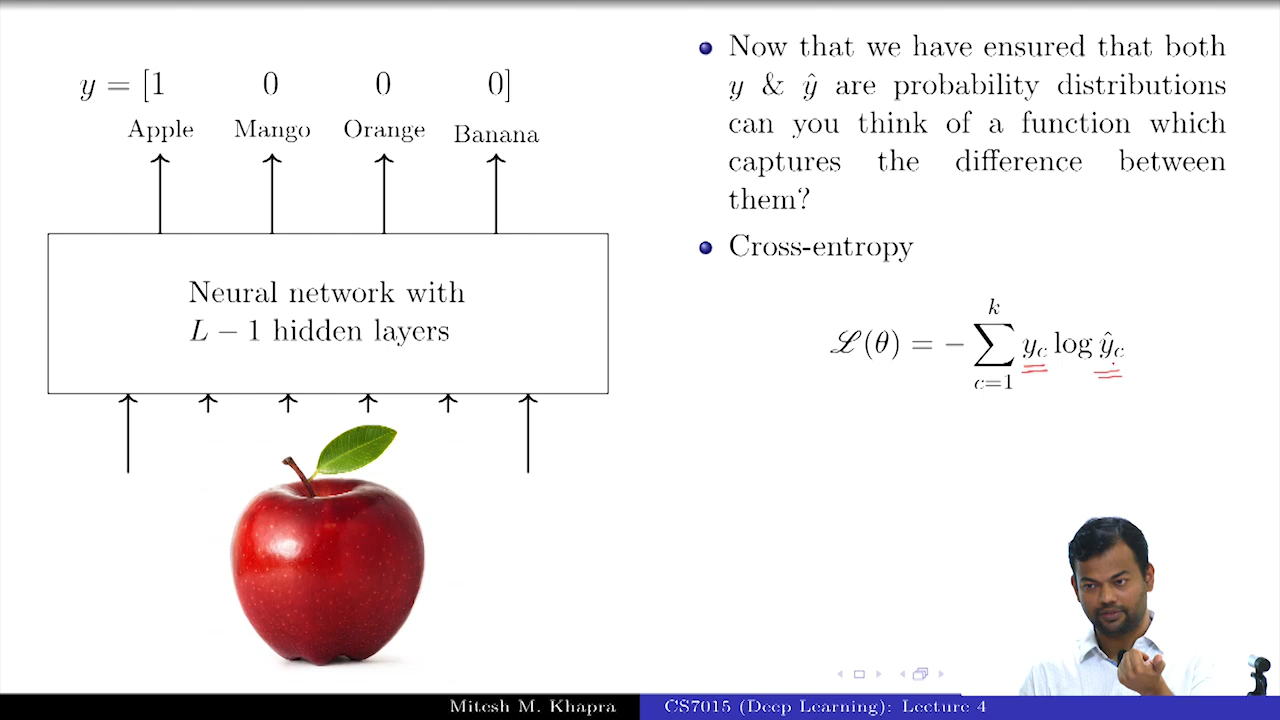 y = [1 0 0 0]
Apple Mango Orange Banana
Neural network with
L − 1 hidden layers
Now that we have ensured that both
y & ŷ are probability distributions
can you think of a function which
captures the difference between
them?
Cross-entropy
ℒ(θ) = − ∑_{c=1}^{k} y_c log ŷ_c
Mitesh M. Khapra CS7015 (Deep Learning): Lecture 4